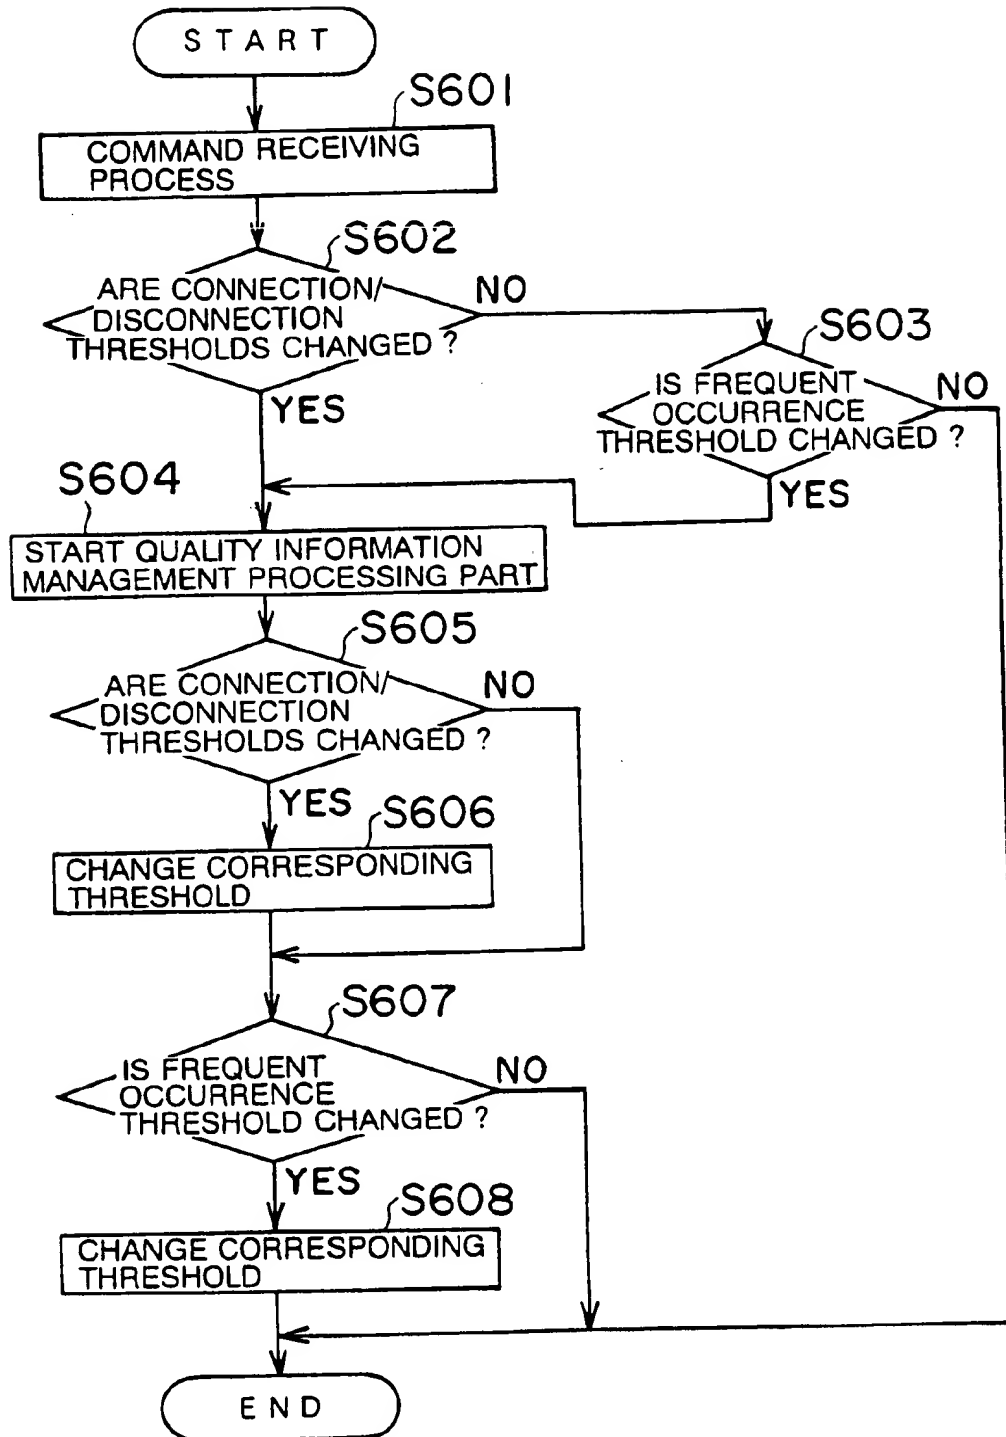 START
S601
COMMAND RECEIVING
PROCESS
S602
ARE CONNECTION/
DISCONNECTION
THRESHOLDS CHANGED ?
NO
YES
S603
IS FREQUENT
OCCURRENCE
THRESHOLD CHANGED ?
NO
YES
S604
START QUALITY INFORMATION
MANAGEMENT PROCESSING PART
S605
ARE CONNECTION/
DISCONNECTION
THRESHOLDS CHANGED ?
NO
YES
S606
CHANGE CORRESPONDING
THRESHOLD
S607
IS FREQUENT
OCCURRENCE
THRESHOLD CHANGED ?
NO
YES
S608
CHANGE CORRESPONDING
THRESHOLD
END